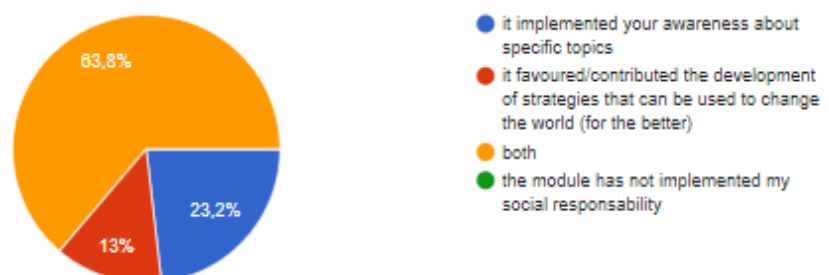 63,8%
23,2%
13%
it implemented your awareness about
specific topics
it favoured/contributed the development
of strategies that can be used to change
the world (for the better)
both
the module has not implemented my
social responsability